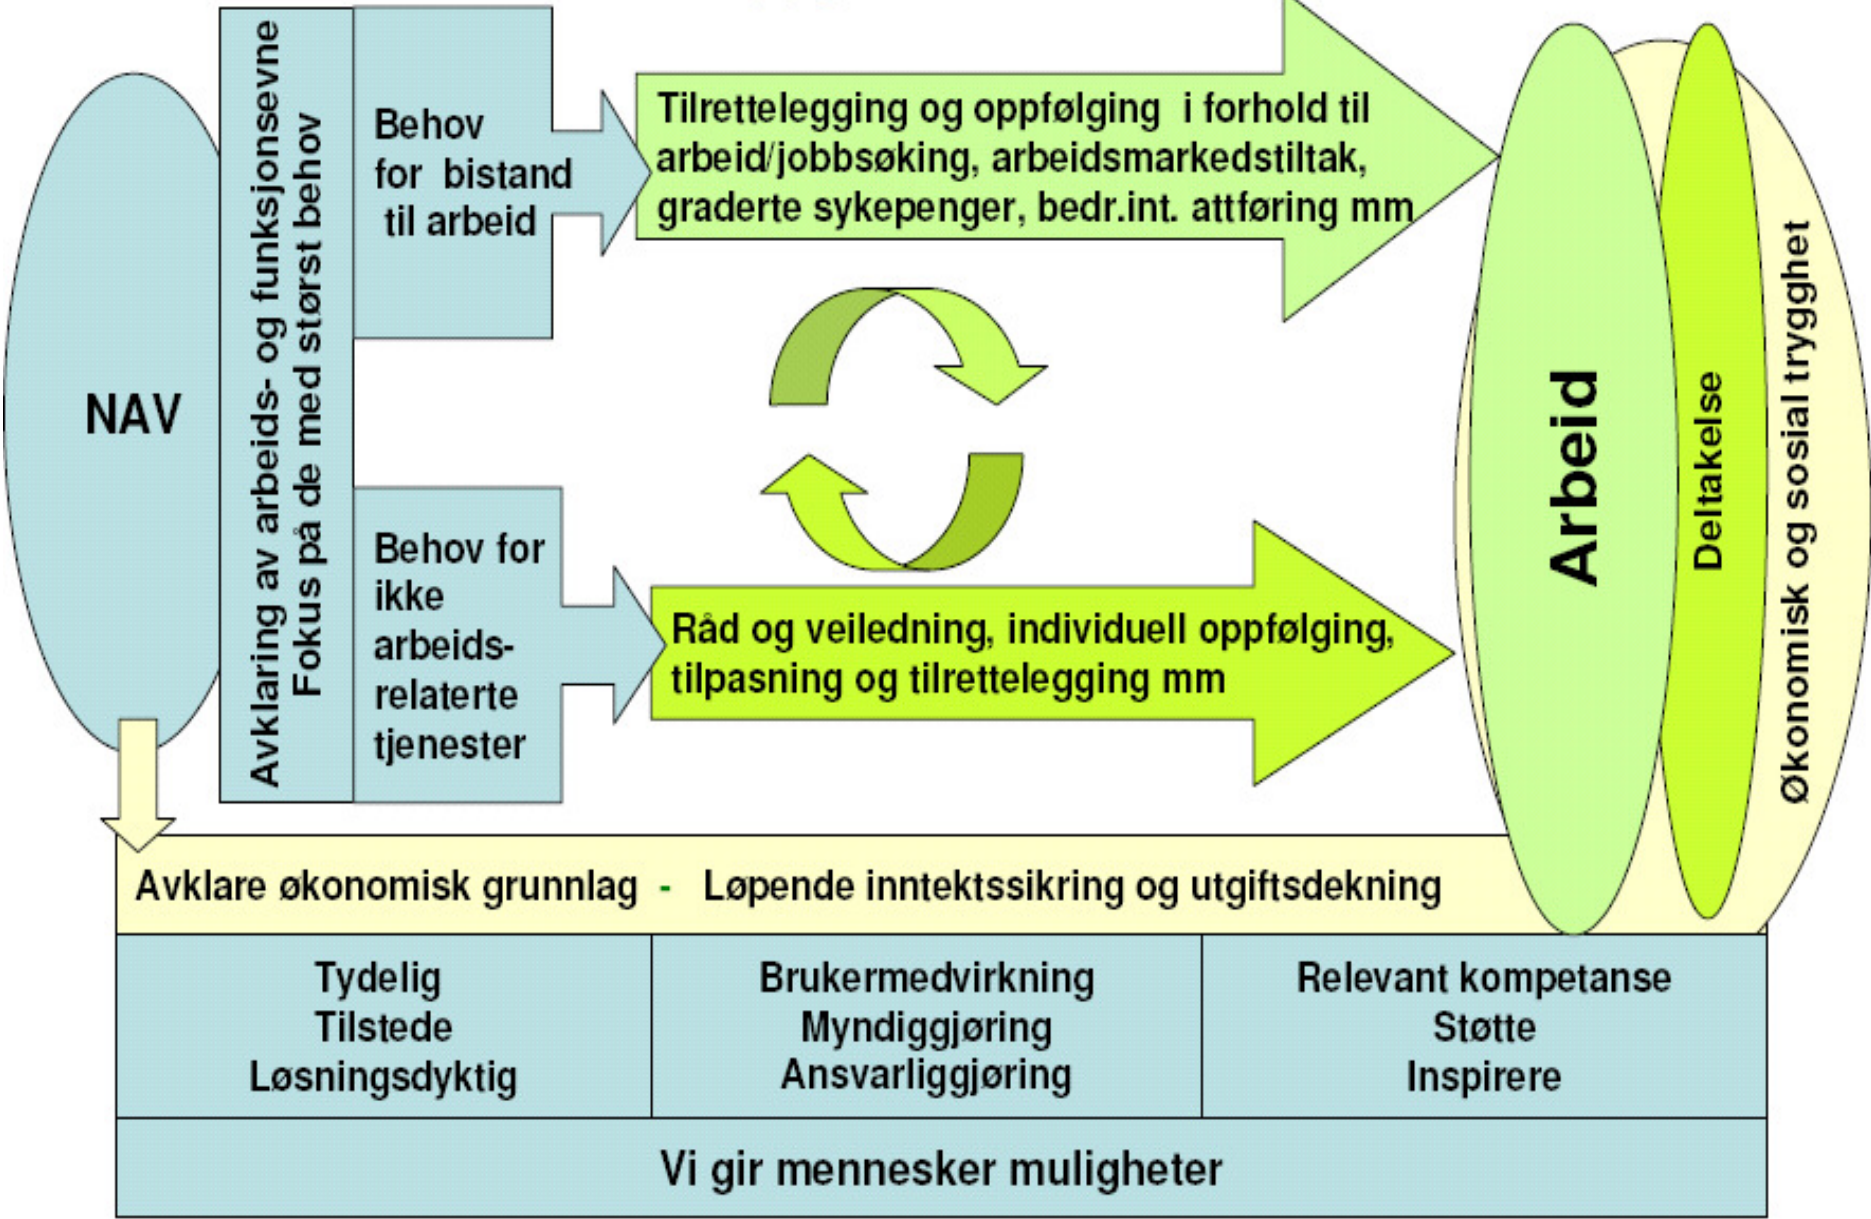 NAV
Avklaring av arbeids- og funksjonsevne
Fokus på de med størst behov
Behov
for bistand
til arbeid
Tilrettelegging og oppfølging i forhold til
arbeid/jobbsøking, arbeidsmarkedstiltak,
graderte sykepenger, bedr.int. attføring mm
Behov for
ikke
arbeids-
relaterte
tjenester
Råd og veiledning, individuell oppfølging,
tilpasning og tilrettelegging mm
Arbeid
Deltakelse
Økonomisk og sosial trygghet
Avklare økonomisk grunnlag - Løpende inntektssikring og utgiftsdekning
Tydelig
Tilstede
Løsningsdyktig
Brukermedvirkning
Myndiggjøring
Ansvarliggjøring
Relevant kompetanse
Støtte
Inspirere
Vi gir mennesker muligheter